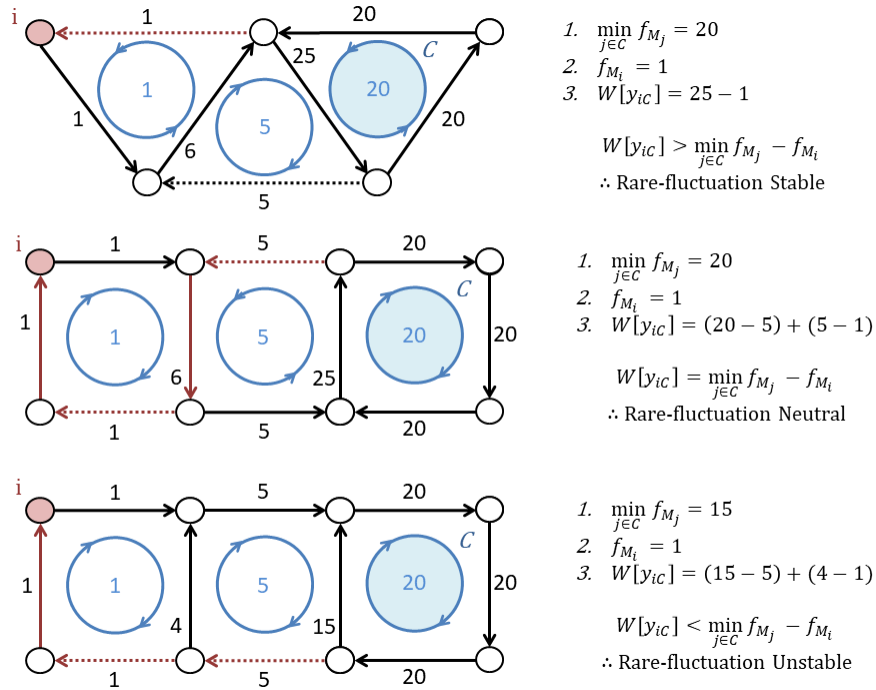 i
1
20
C
25
1
20
1
6
5
20
5
1. min_{j∈C} f_{M_j} = 20
2. f_{M_i} = 1
3. W[y_{iC}] = 25 − 1
W[y_{iC}] > min_{j∈C} f_{M_j} − f_{M_i}
∴ Rare-fluctuation Stable
i
1
5
20
C
1
1
5
20
20
6
25
1
5
20
1. min_{j∈C} f_{M_j} = 20
2. f_{M_i} = 1
3. W[y_{iC}] = (20 − 5) + (5 − 1)
W[y_{iC}] = min_{j∈C} f_{M_j} − f_{M_i}
∴ Rare-fluctuation Neutral
i
1
5
20
C
1
1
5
20
20
4
15
1
5
20
1. min_{j∈C} f_{M_j} = 15
2. f_{M_i} = 1
3. W[y_{iC}] = (15 − 5) + (4 − 1)
W[y_{iC}] < min_{j∈C} f_{M_j} − f_{M_i}
∴ Rare-fluctuation Unstable